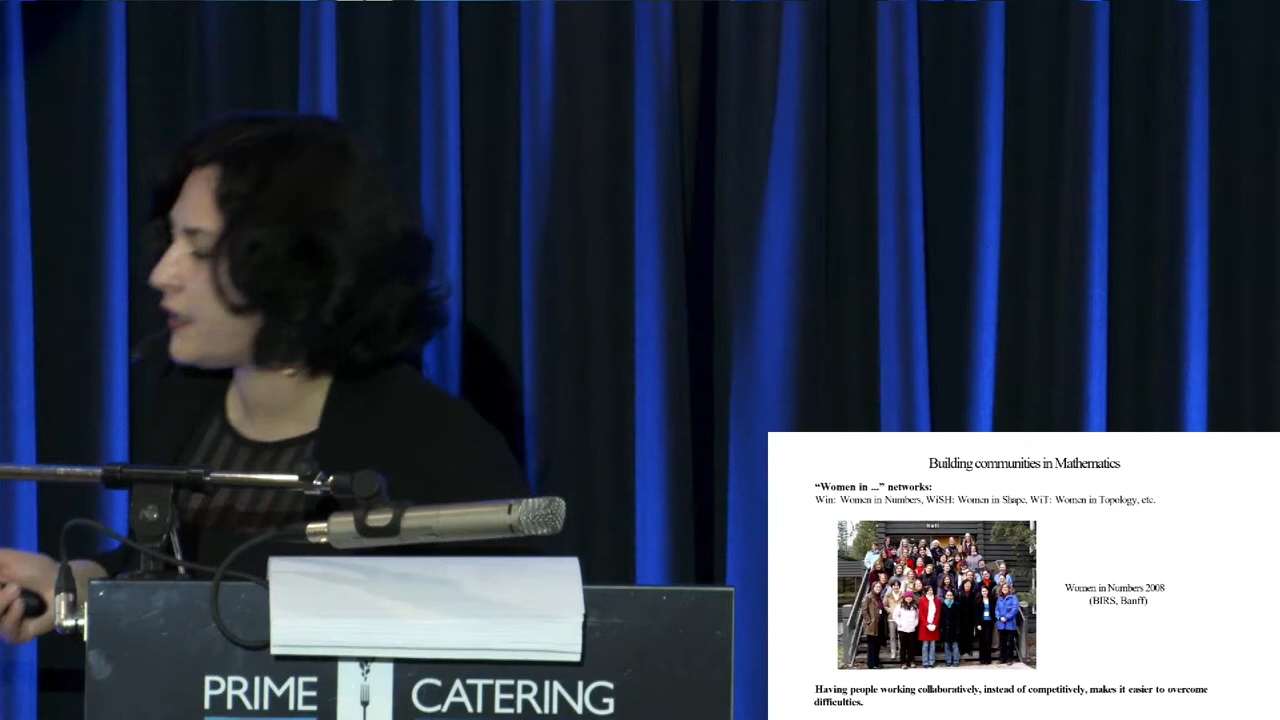 PRIME CATERING
Building communities in Mathematics
“Women in ...” networks:
Win: Women in Numbers, WiSH: Women in Shape, WiT: Women in Topology, etc.
Women in Numbers 2008
(BIRS, Banff)
Having people working collaboratively, instead of competitively, makes it easier to overcome
difficulties.